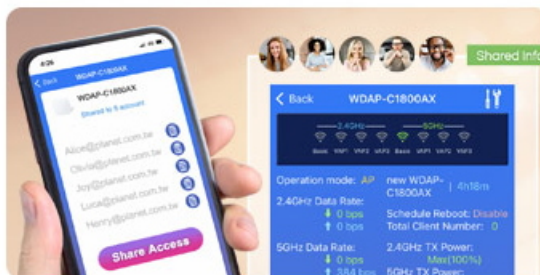 4:26
Back
WDAP-C1800AX
WDAP-C1800AX
Shared to 5 account
Alice@planet.com.tw
Olivia@planet.com.tw
Joy@planet.com.tw
Luca@planet.com.tw
Henry@planet.com.tw
Share Access
Shared Info
Back WDAP-C1800AX
2.4GHz 5GHz
Basic VAP1 VAP2 VAP3 Basic VAP1 VAP2 VAP3
Operation mode: AP
new WDAP-C1800AX | 4h18m
2.4GHz Data Rate:
0 bps
0 bps
Schedule Reboot: Disable
Total Client Number: 0
5GHz Data Rate:
0 bps
384 bps
2.4GHz TX Power:
Max(100%)
5GHz TX Power: